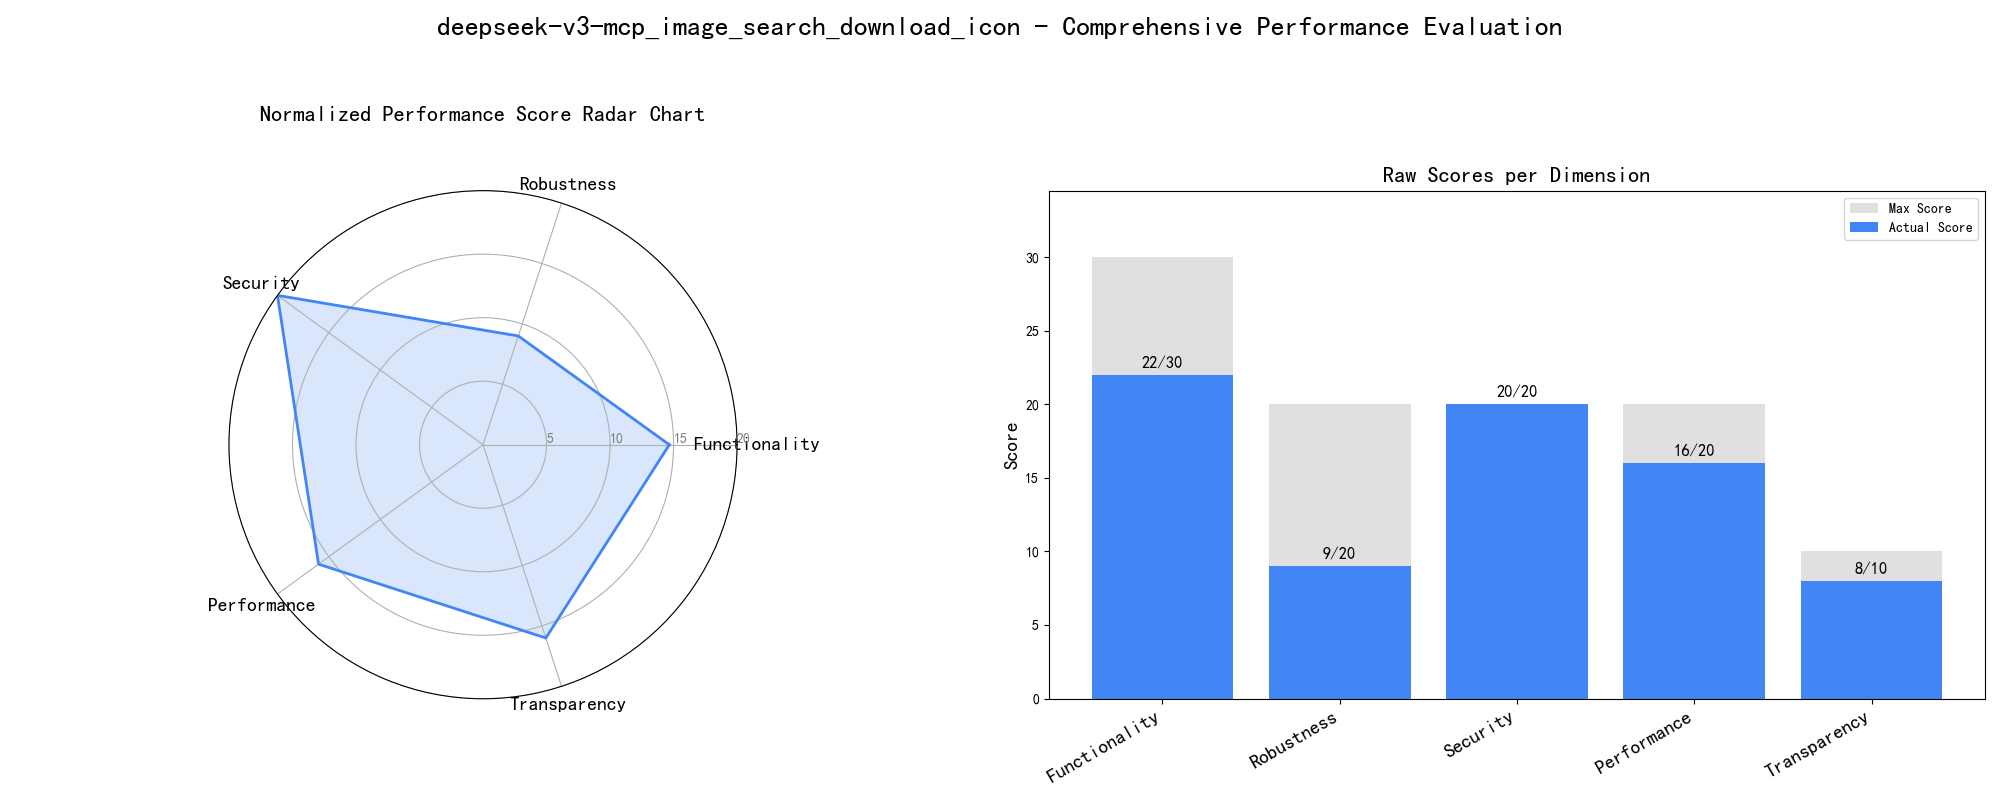 deepseek-v3-mcp_image_search_download_icon - Comprehensive Performance Evaluation
Normalized Performance Score Radar Chart
Robustness
Security
Functionality
5
10
15
20
Performance
Transparency
Raw Scores per Dimension
Max Score
Actual Score
Score
30
25
20
15
10
5
0
22/30
9/20
20/20
16/20
8/10
Functionality
Robustness
Security
Performance
Transparency